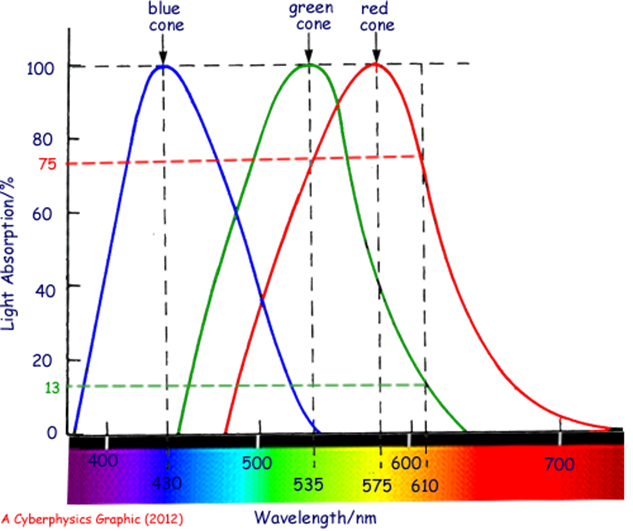 blue
cone
green
cone
red
cone
100
80
75
60
40
20
13
0
Light Absorption/%
400
500
600
700
430
535
575
610
A Cyberphysics Graphic (2012)
Wavelength/nm